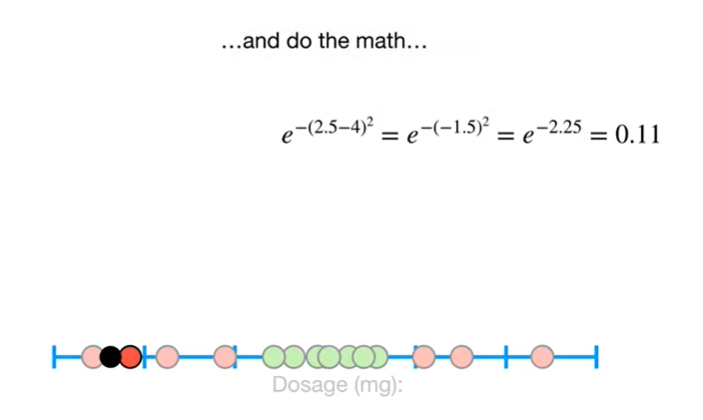 …and do the math…
e^{-(2.5-4)^2} = e^{-(-1.5)^2} = e^{-2.25} = 0.11
Dosage (mg):